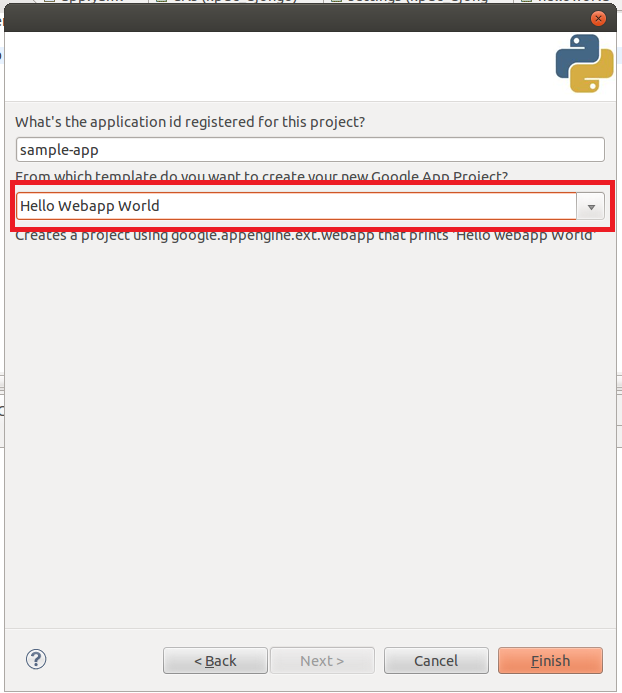 What's the application id registered for this project?
sample-app
From which template do you want to create your new Google App Project?
Hello Webapp World
Creates a project using google.appengine.ext.webapp that prints 'Hello webapp World'
?
< Back Next > Cancel Finish